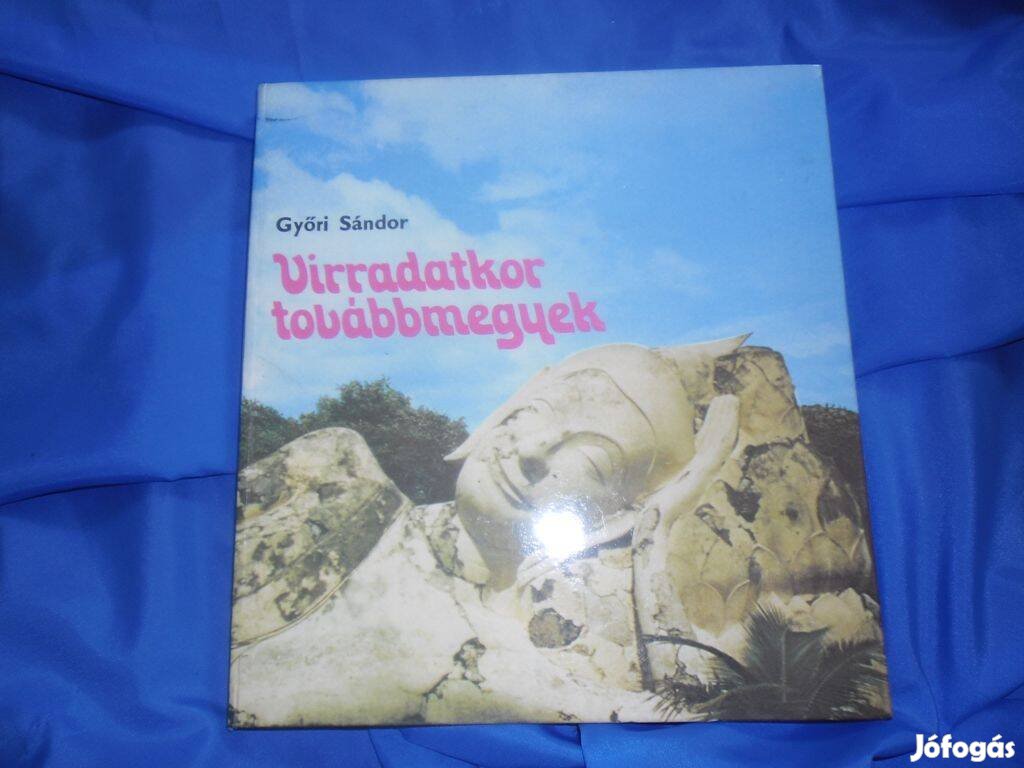 Győri Sándor
Virradatkor
továbbmegyek
Jófogás